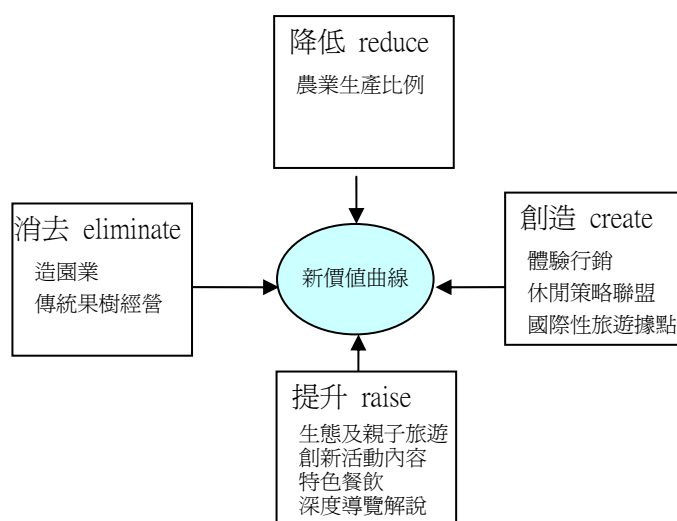 降低 reduce
農業生產比例
消去 eliminate
造園業
傳統果樹經營
新價值曲線
創造 create
體驗行銷
休閒策略聯盟
國際性旅遊據點
提升 raise
生態及親子旅遊
創新活動內容
特色餐飲
深度導覽解說